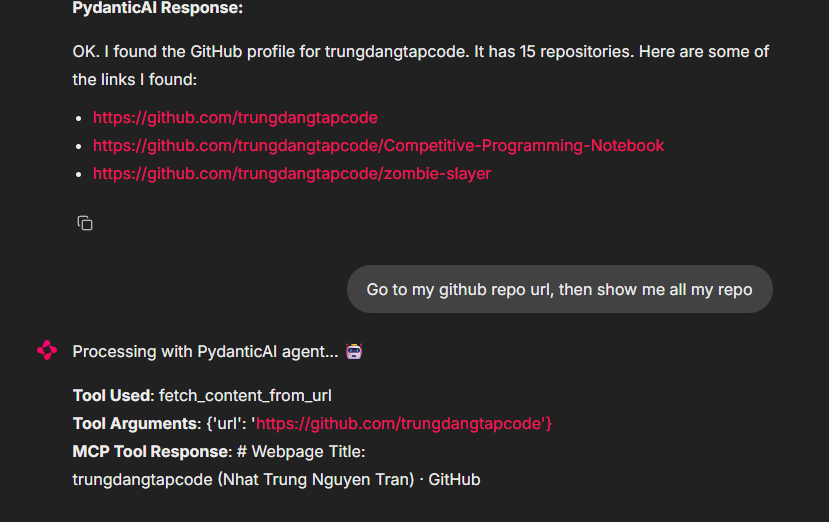 PydanticAI Response:
OK. I found the GitHub profile for trungdangtapcode. It has 15 repositories. Here are some of
the links I found:
https://github.com/trungdangtapcode
https://github.com/trungdangtapcode/Competitive-Programming-Notebook
https://github.com/trungdangtapcode/zombie-slayer
Go to my github repo url, then show me all my repo
Processing with PydanticAI agent...
Tool Used: fetch_content_from_url
Tool Arguments: {'url': 'https://github.com/trungdangtapcode'}
MCP Tool Response: # Webpage Title:
trungdangtapcode (Nhat Trung Nguyen Tran) · GitHub